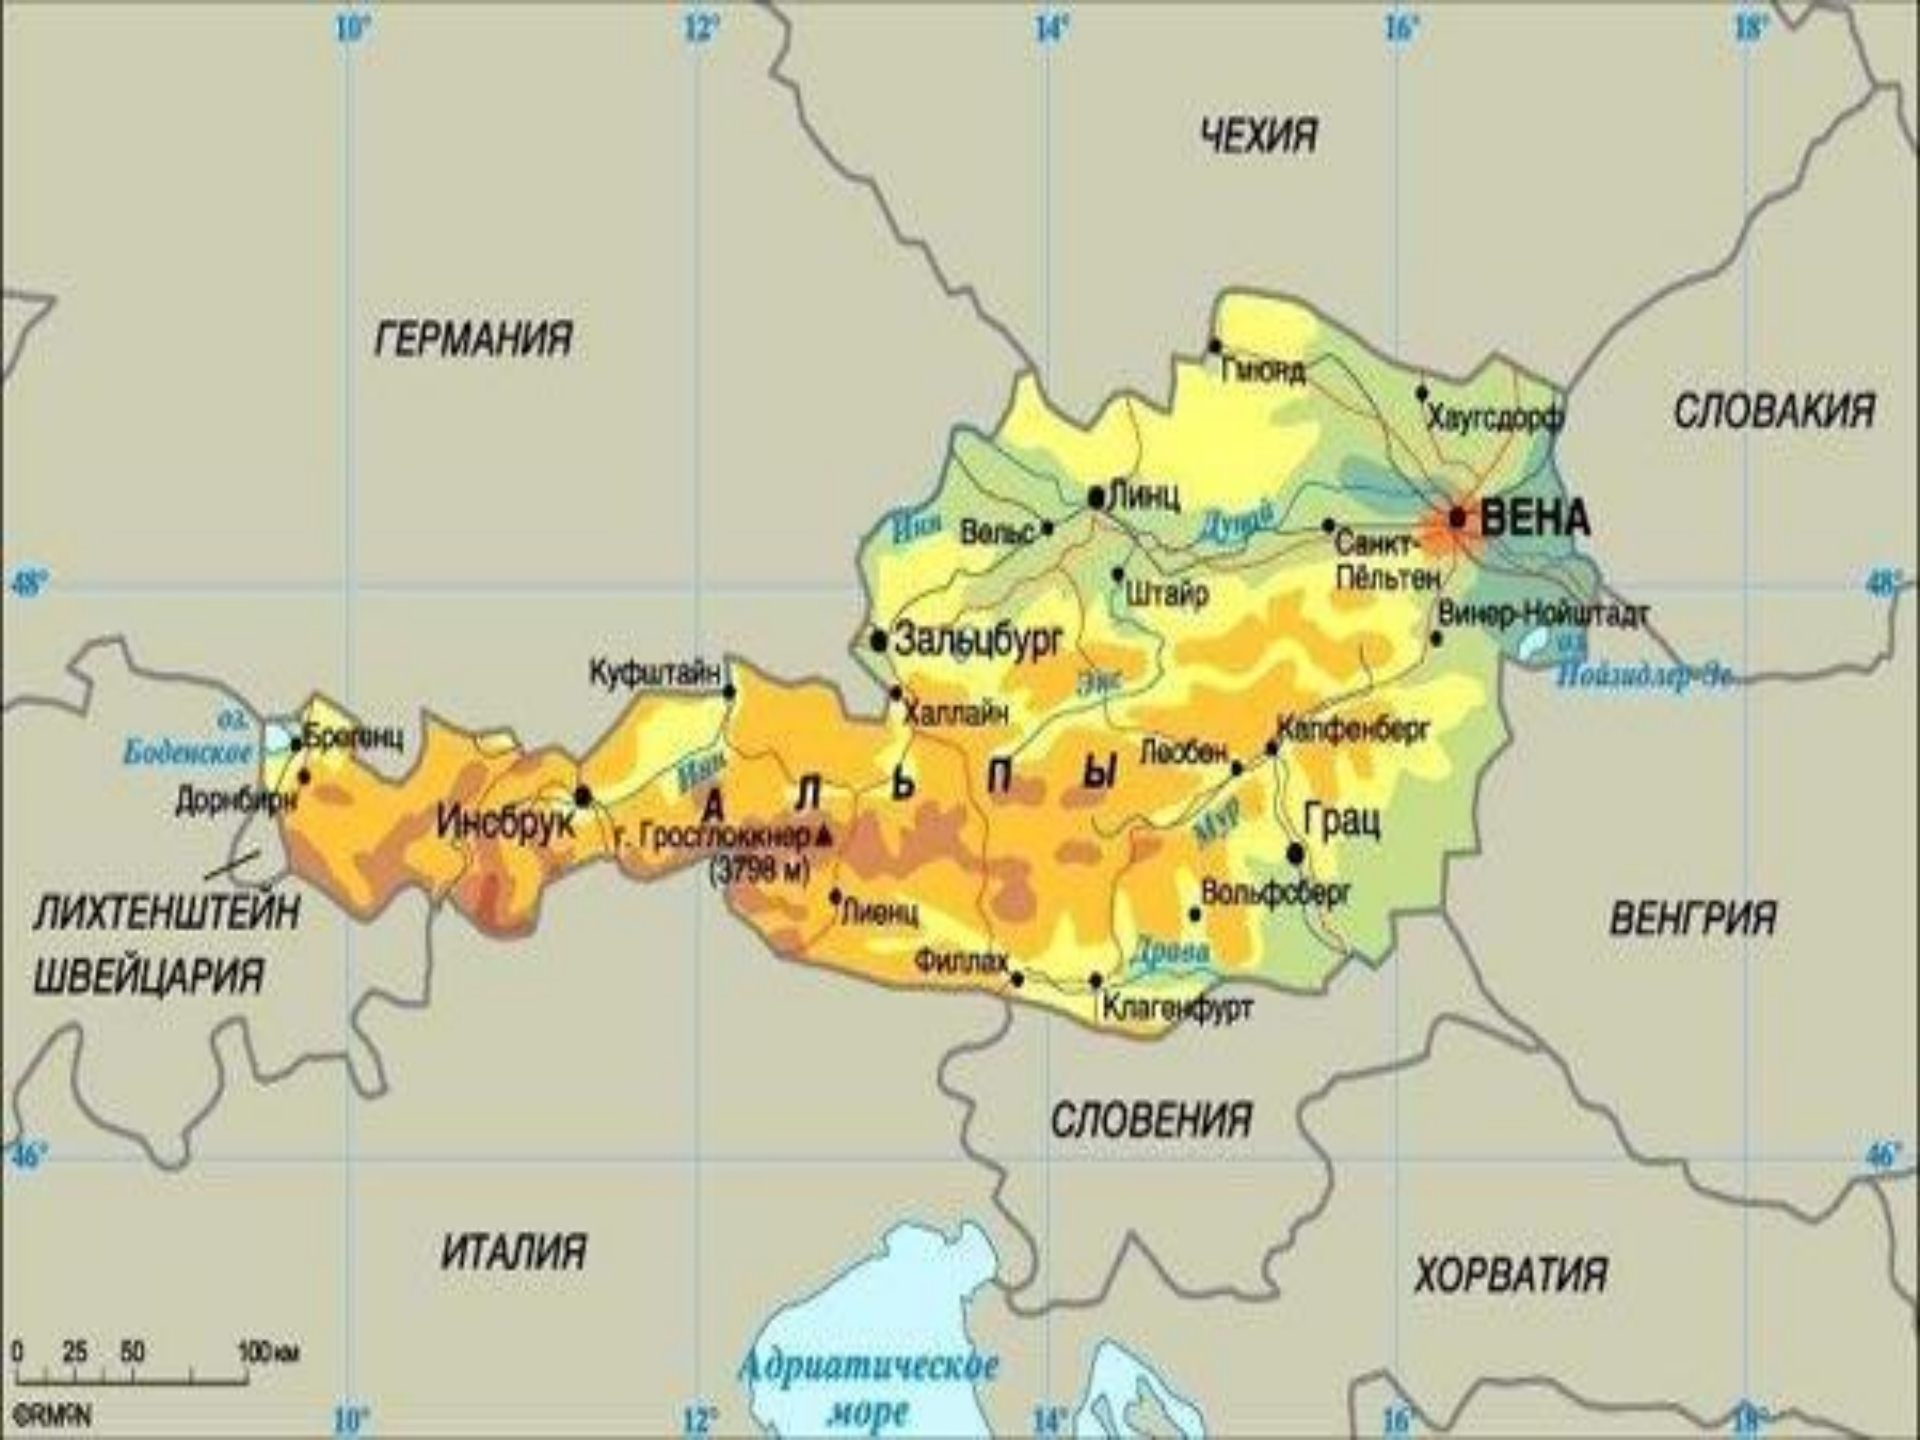 10° 12° 14° 16° 18°
ЧЕХИЯ
ГЕРМАНИЯ
Гмюнд
СЛОВАКИЯ
Хаугсдорф
Линц
Дунай
ВЕНА
Инн
Вельс
Санкт-
Пёльтен
48° 48°
Штайр
Винер-Нойштадт
Зальцбург
оз.
Нойзидлер-Зе
Куфштайн
Энс
Халлайн
оз.
Боденское
Брегенц
Капфенберг
Леобен
Инн
АЛЬПЫ
Дорнбирн
Инсбрук
г. Гросглоккнер
(3798 м)
Мур
Грац
ЛИХТЕНШТЕЙН
Лиенц
Вольфсберг
ВЕНГРИЯ
ШВЕЙЦАРИЯ
Филлах
Драва
Клагенфурт
СЛОВЕНИЯ
46° 46°
ИТАЛИЯ
ХОРВАТИЯ
0 25 50 100 км
Адриатическое
море
©RM©N
10° 12° 14° 16° 18°